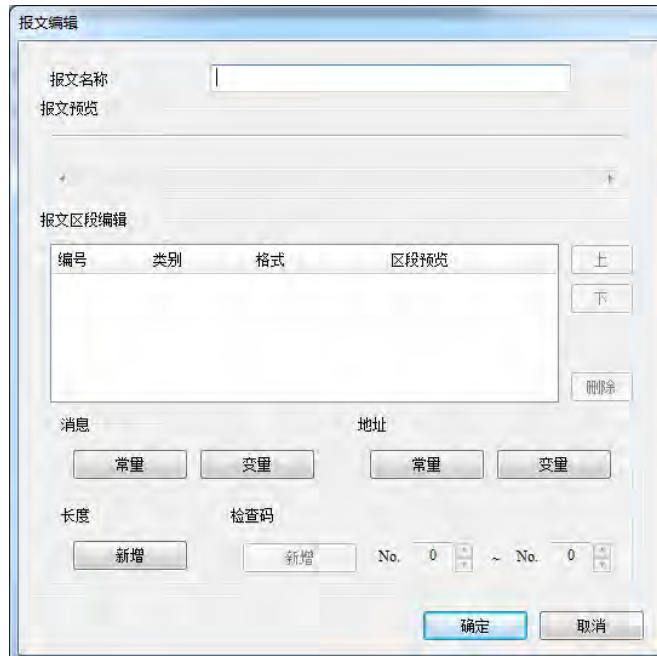 报文编辑
报文名称
报文预览
报文区段编辑
编号 类别 格式 区段预览
上
下
删除
消息 地址
常量 变量 常量 变量
长度 检查码
新增 新增 No. 0 ~ No. 0
确定 取消